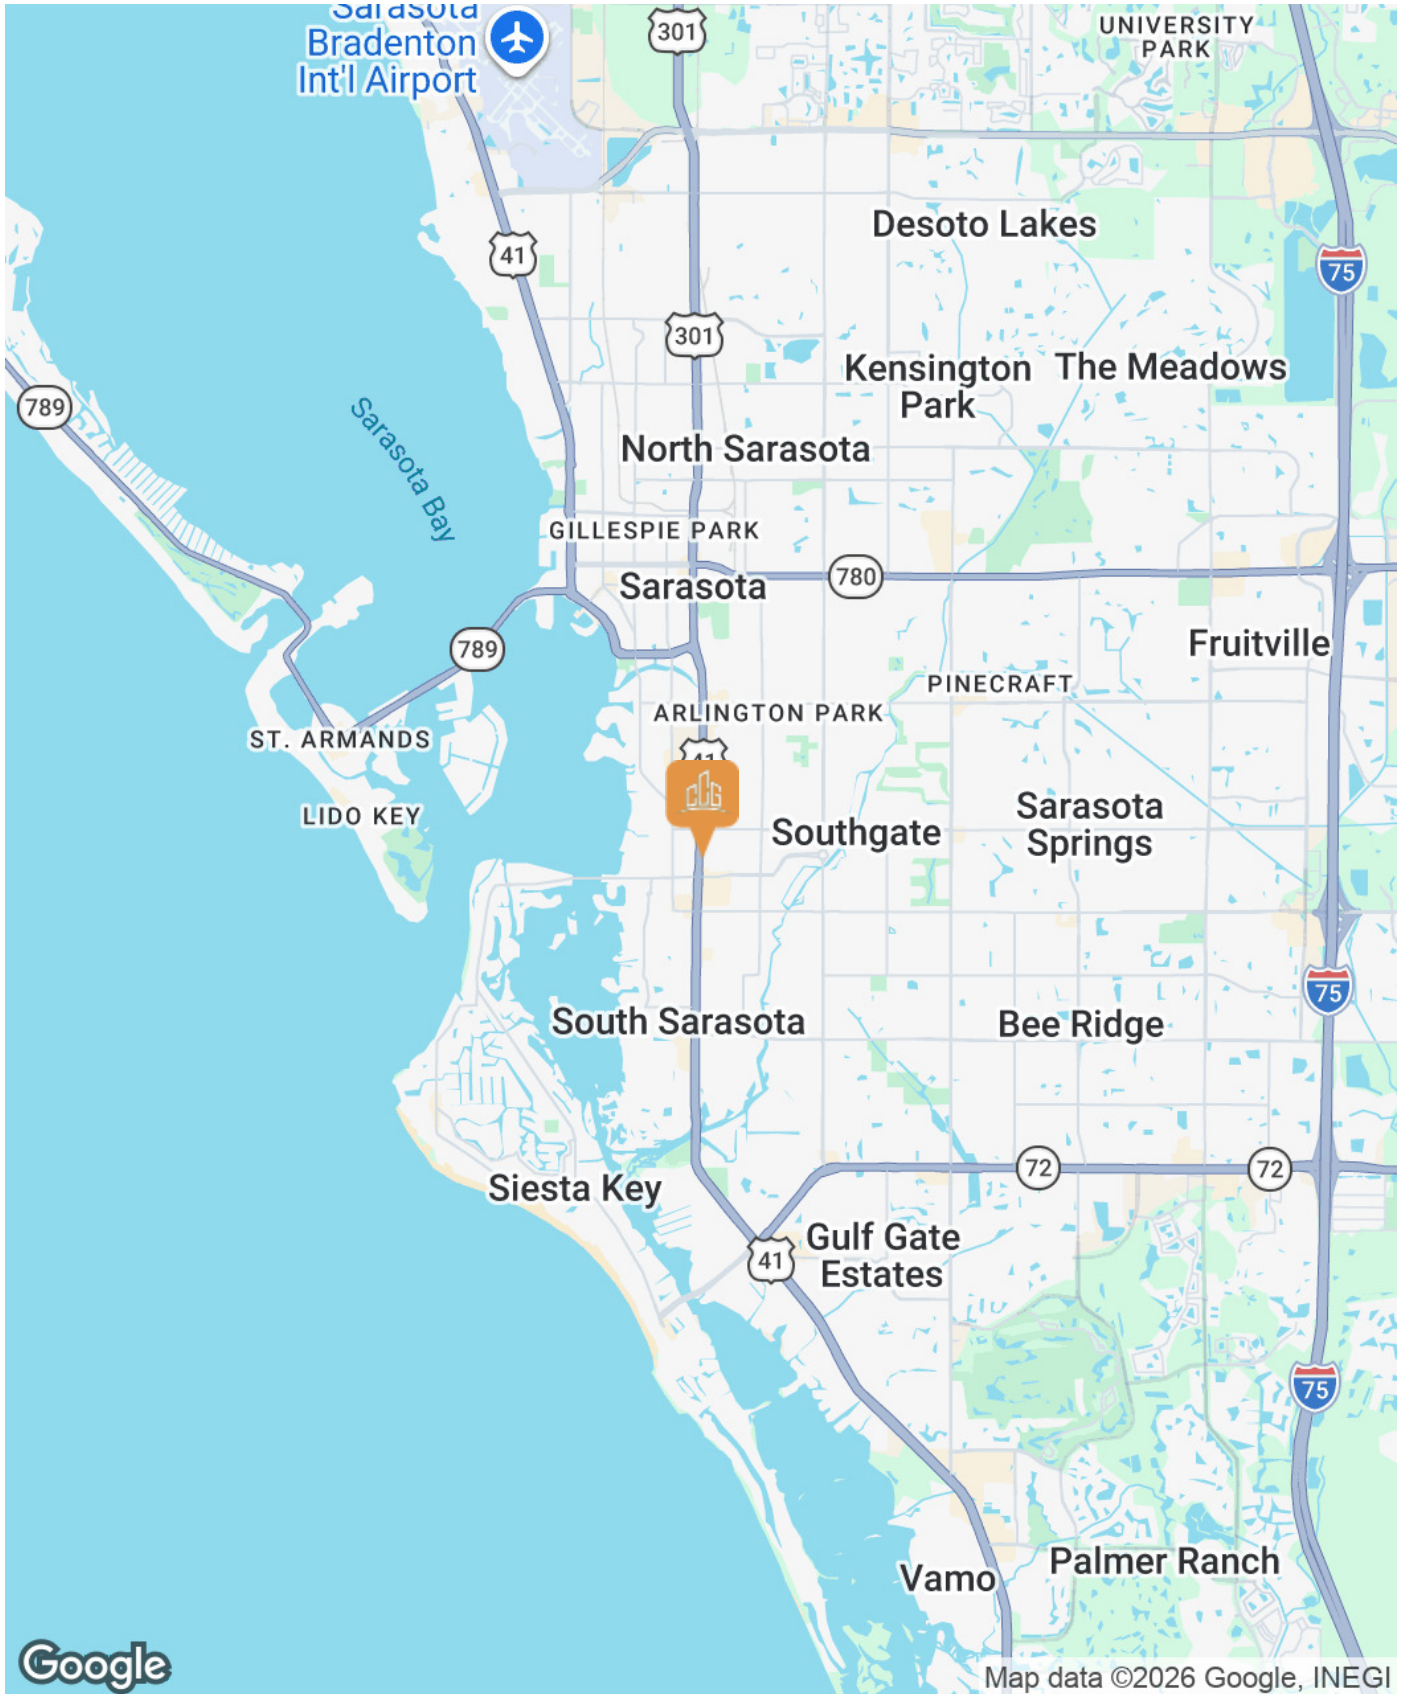 Sarasota
Bradenton
Int'l Airport
301
UNIVERSITY
PARK
41
Desoto Lakes
75
301
789
Kensington
Park
The Meadows
Sarasota Bay
North Sarasota
GILLESPIE PARK
Sarasota
780
789
Fruitville
PINECRAFT
ARLINGTON PARK
ST. ARMANDS
41
CCG
LIDO KEY
Southgate
Sarasota
Springs
75
South Sarasota
Bee Ridge
72
72
Siesta Key
Gulf Gate
Estates
41
75
Vamo
Palmer Ranch
Google
Map data ©2026 Google, INEGI